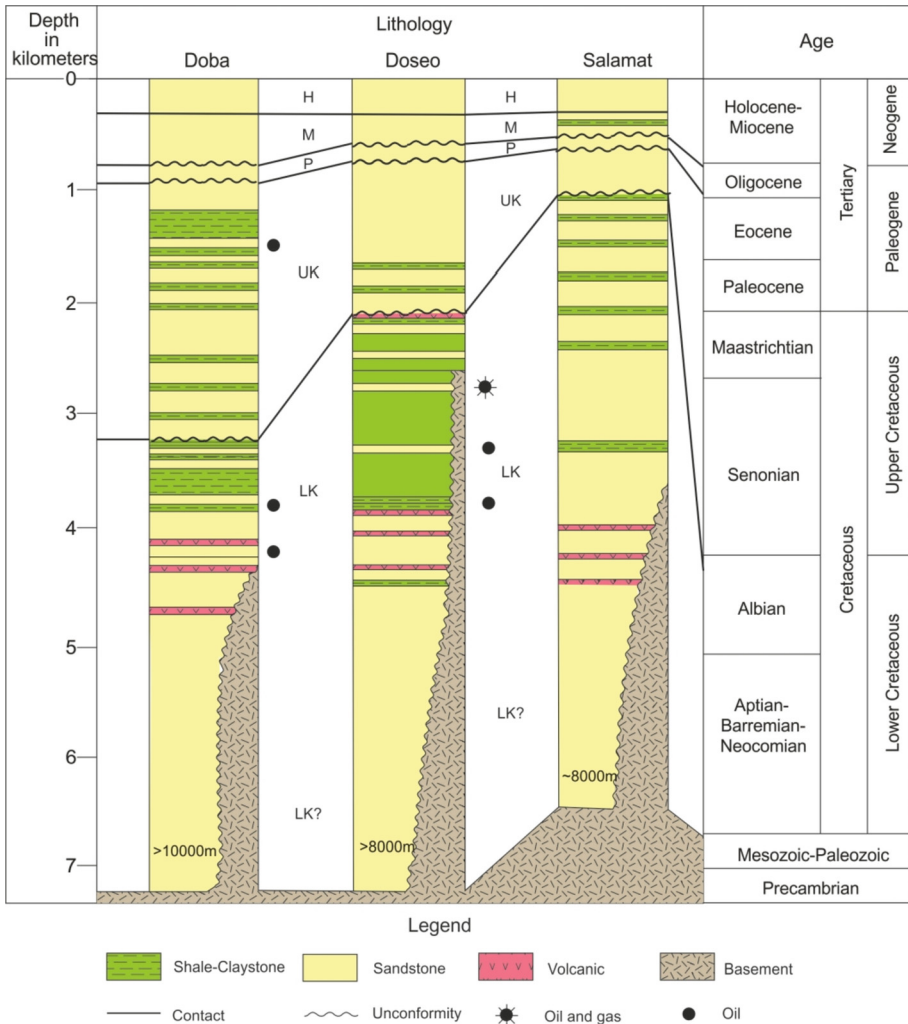 Depth
in
kilometers
Lithology
Age
Doba
Doseo
Salamat
0
1
2
3
4
5
6
7
H
H
M
M
P
P
UK
UK
LK
LK
LK?
LK?
>10000m
>8000m
~8000m
Holocene-
Miocene
Oligocene
Eocene
Paleocene
Maastrichtian
Senonian
Albian
Aptian-
Barremian-
Neocomian
Mesozoic-Paleozoic
Precambrian
Tertiary
Cretaceous
Neogene
Paleogene
Upper Cretaceous
Lower Cretaceous
Legend
Shale-Claystone
Sandstone
Volcanic
Basement
Contact
Unconformity
Oil and gas
Oil